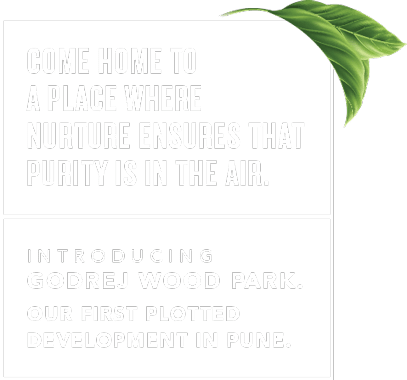 COME HOME TO
A PLACE WHERE
NURTURE ENSURES THAT
PURITY IS IN THE AIR.
INTRODUCING
GODREJ WOOD PARK.
OUR FIRST PLOTTED
DEVELOPMENT IN PUNE.